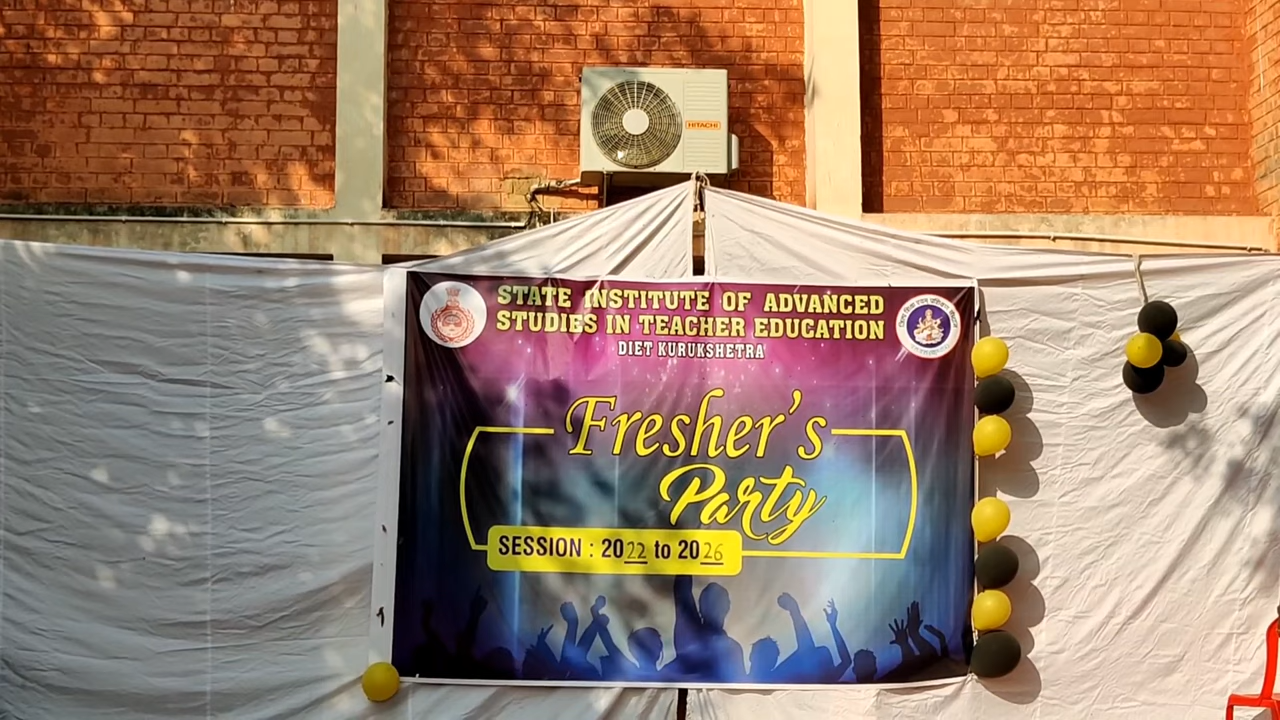 HITACHI
STATE INSTITUTE OF ADVANCED
STUDIES IN TEACHER EDUCATION
DIET KURUKSHETRA
Fresher's
Party
SESSION : 2022 to 2026